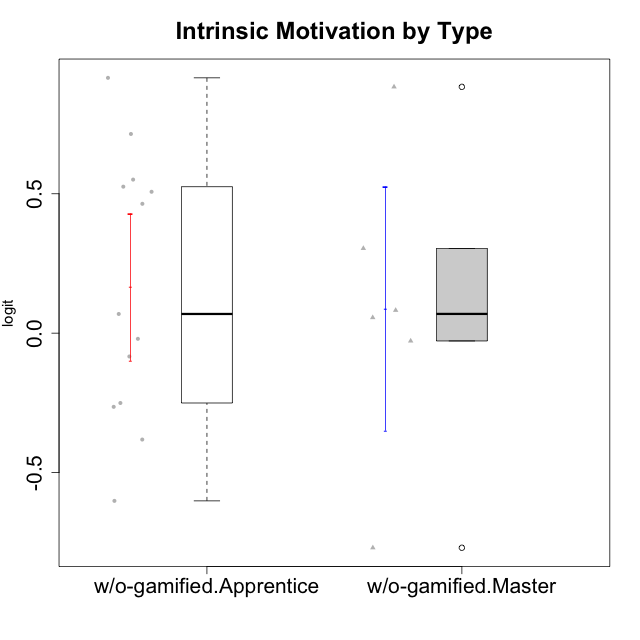 Intrinsic Motivation by Type
logit
0.5
0.0
-0.5
w/o-gamified.Apprentice
w/o-gamified.Master